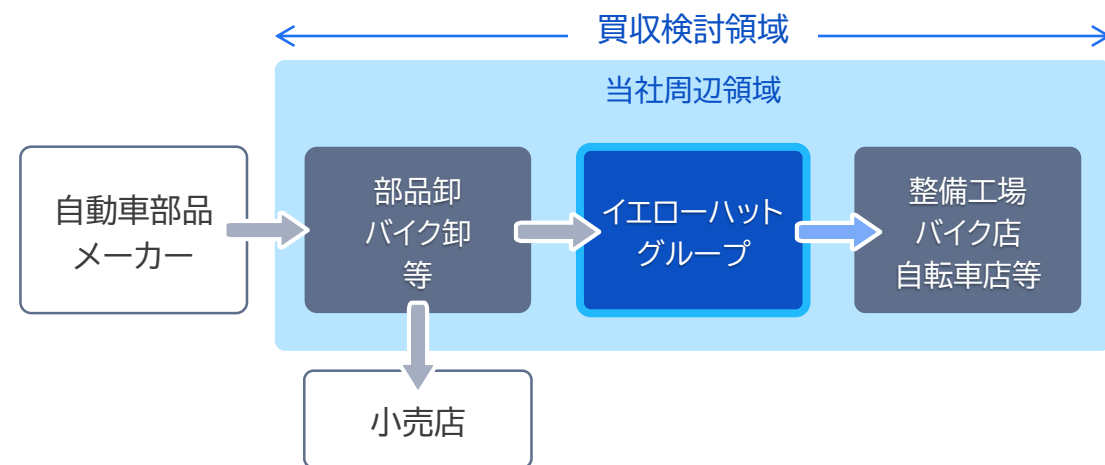 買収検討領域
当社周辺領域
自動車部品
メーカー
部品卸
バイク卸
等
イエローハット
グループ
整備工場
バイク店
自転車店等
小売店